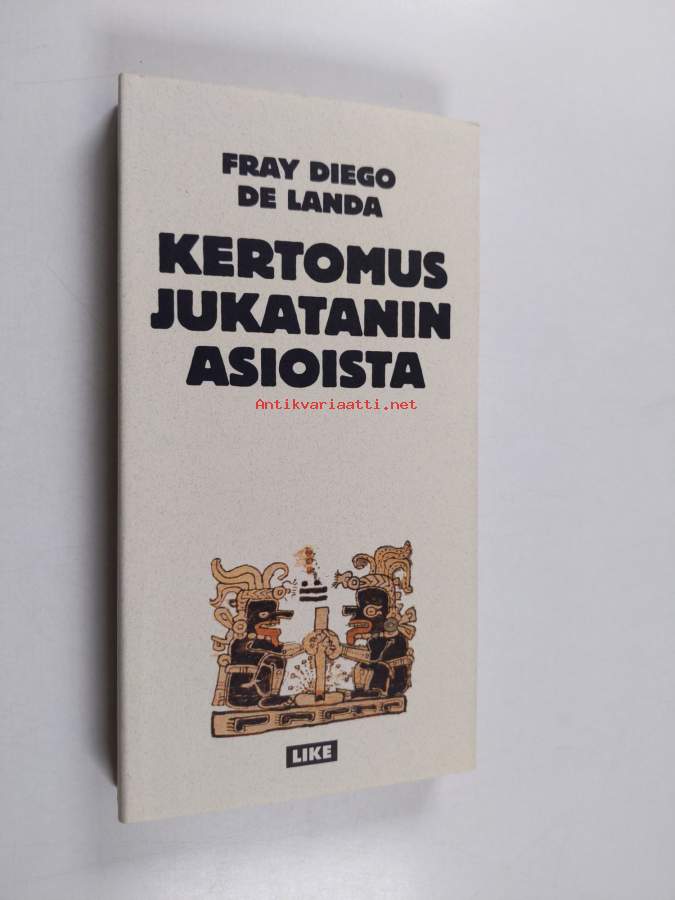 FRAY DIEGO
DE LANDA
KERTOMUS
JUKATANIN
ASIOISTA
Antikvariaatti.net
LIKE